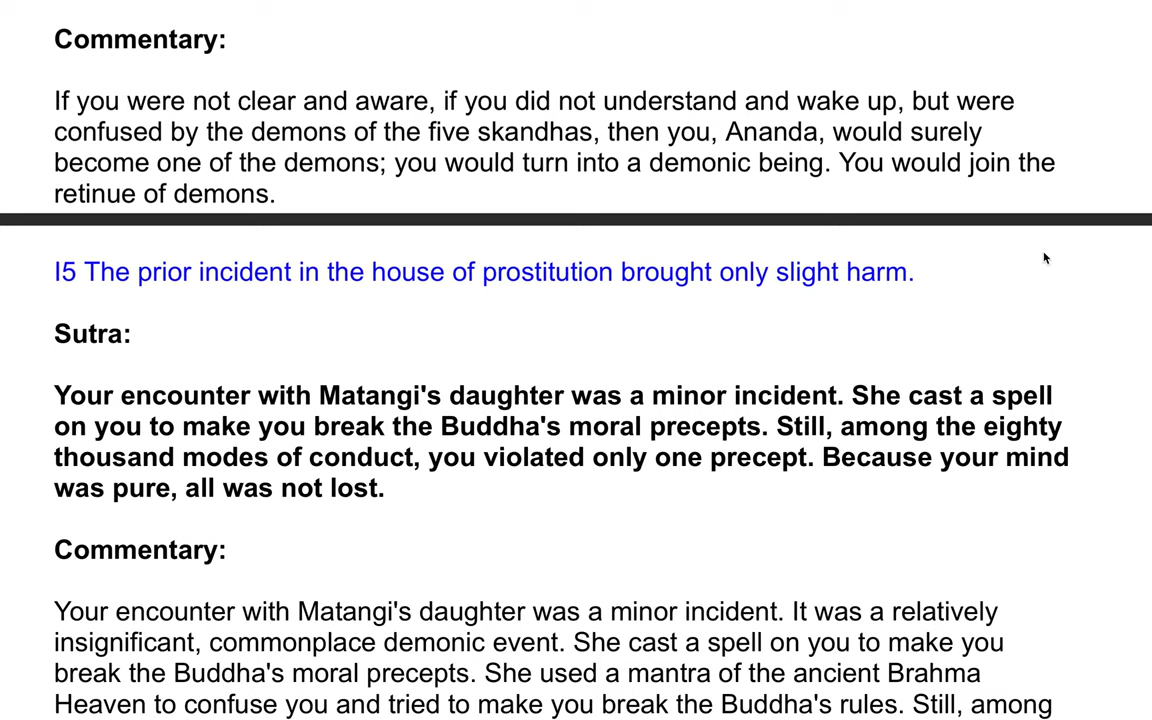 Commentary:
If you were not clear and aware, if you did not understand and wake up, but were
confused by the demons of the five skandhas, then you, Ananda, would surely
become one of the demons; you would turn into a demonic being. You would join the
retinue of demons.
I5 The prior incident in the house of prostitution brought only slight harm.
Sutra:
Your encounter with Matangi's daughter was a minor incident. She cast a spell
on you to make you break the Buddha's moral precepts. Still, among the eighty
thousand modes of conduct, you violated only one precept. Because your mind
was pure, all was not lost.
Commentary:
Your encounter with Matangi's daughter was a minor incident. It was a relatively
insignificant, commonplace demonic event. She cast a spell on you to make you
break the Buddha's moral precepts. She used a mantra of the ancient Brahma
Heaven to confuse you and tried to make you break the Buddha's rules. Still, among